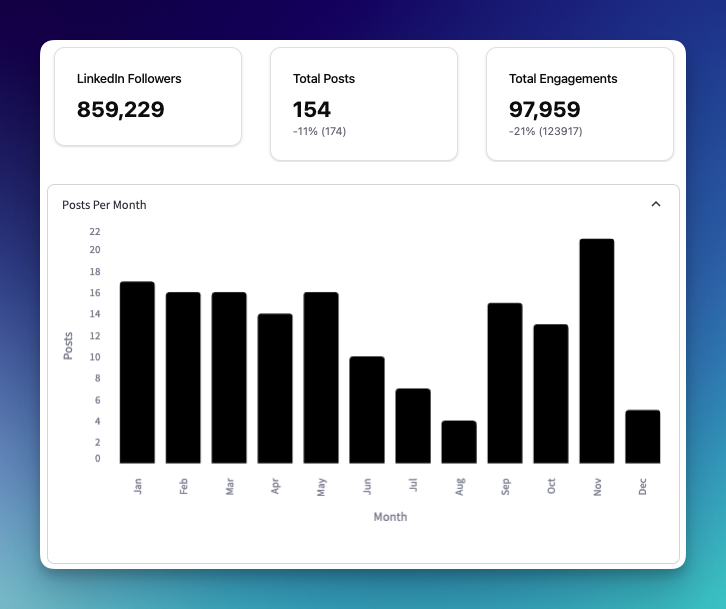 LinkedIn Followers
859,229
Total Posts
154
-11% (174)
Total Engagements
97,959
-21% (123917)
Posts Per Month
22
20
18
16
14
12
10
8
6
4
2
0
Posts
Jan
Feb
Mar
Apr
May
Jun
Jul
Aug
Sep
Oct
Nov
Dec
Month